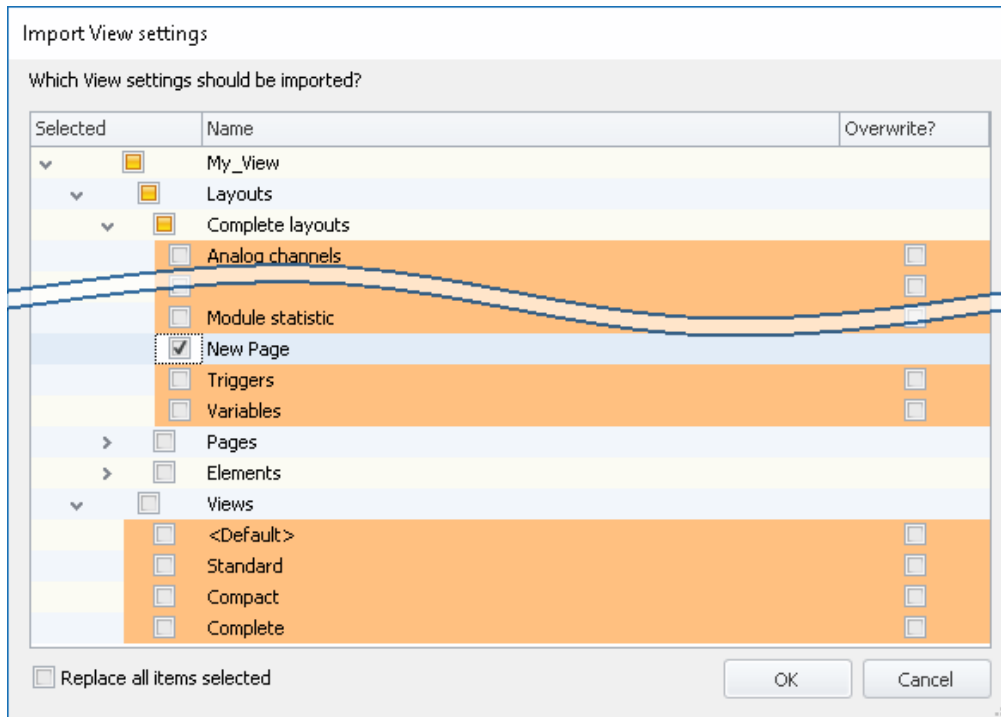 Import View settings
Which View settings should be imported?
Selected Name Overwrite?
My_View
Layouts
Complete layouts
Analog channels
Module statistic
New Page
Triggers
Variables
Pages
Elements
Views
<Default>
Standard
Compact
Complete
Replace all items selected OK Cancel